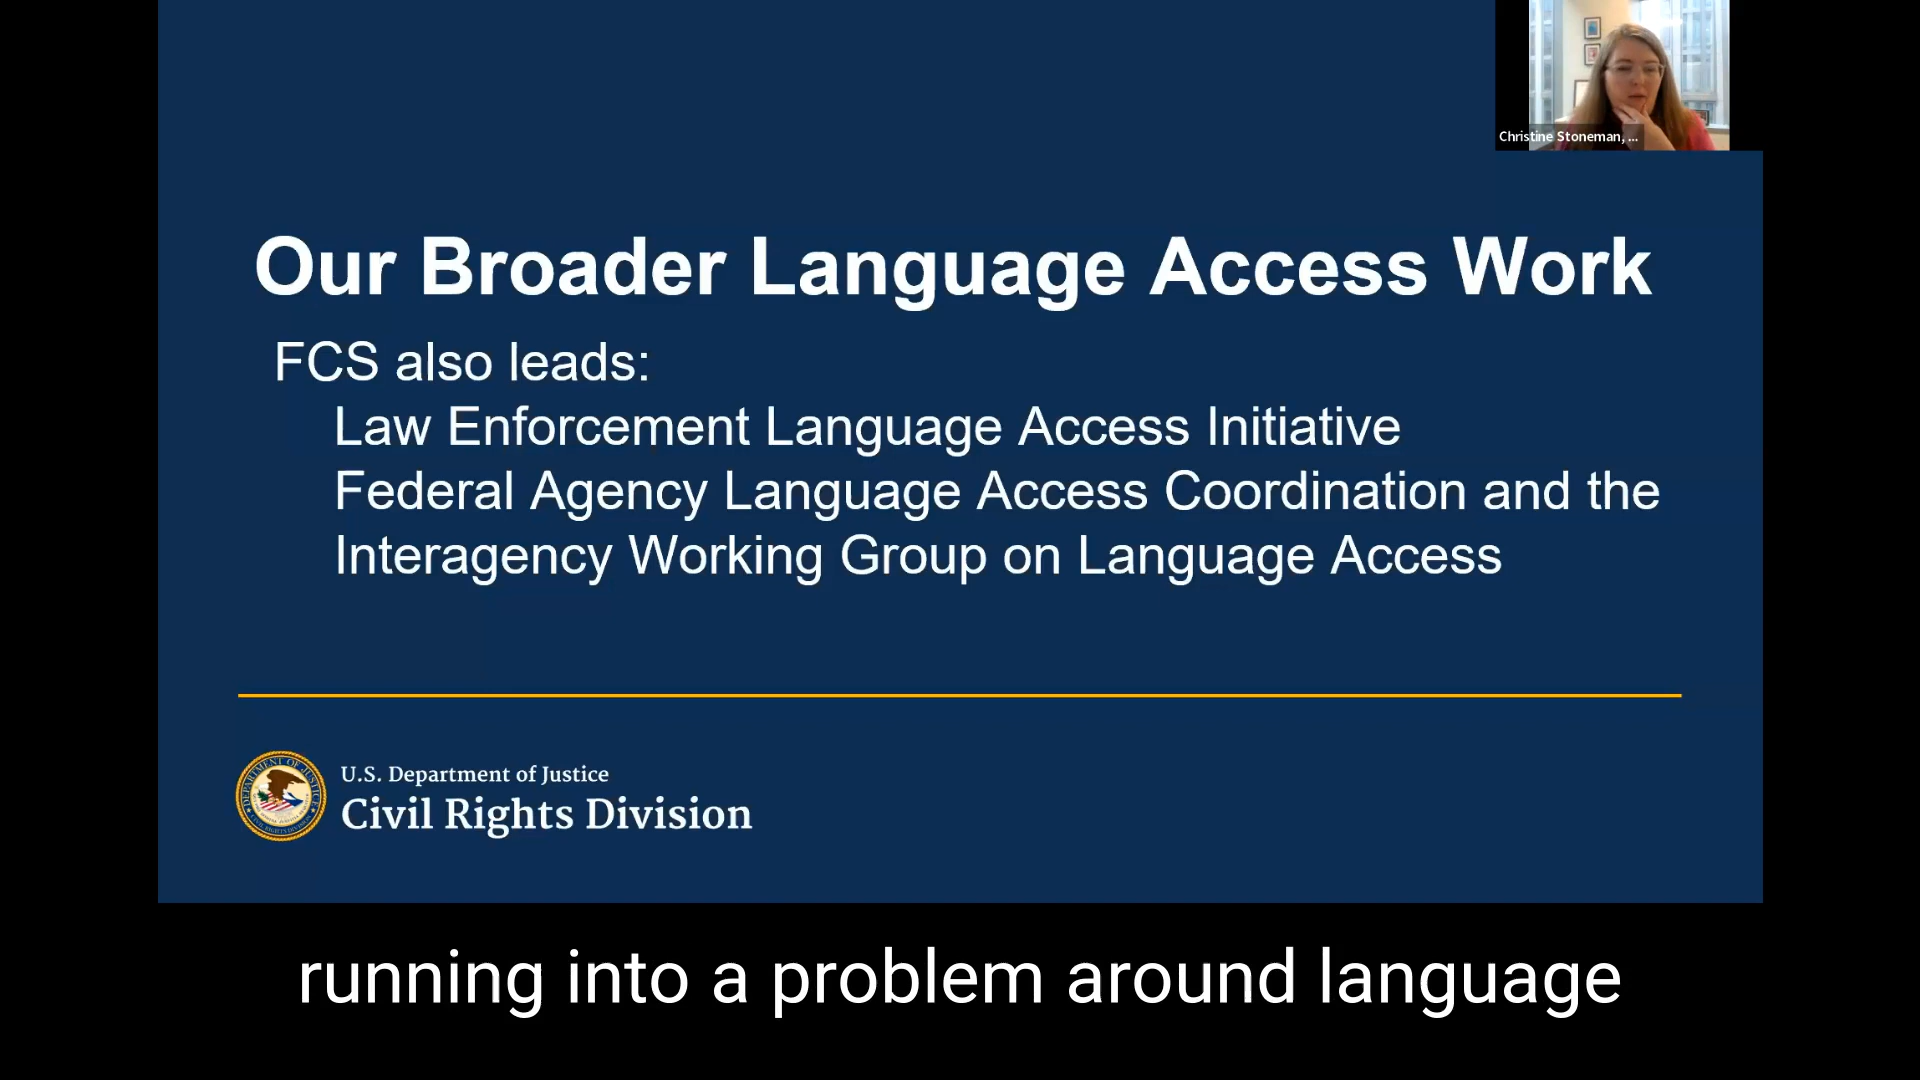 Christine Stoneman, ...
Our Broader Language Access Work
FCS also leads:
Law Enforcement Language Access Initiative
Federal Agency Language Access Coordination and the
Interagency Working Group on Language Access
U.S. Department of Justice
Civil Rights Division
running into a problem around language